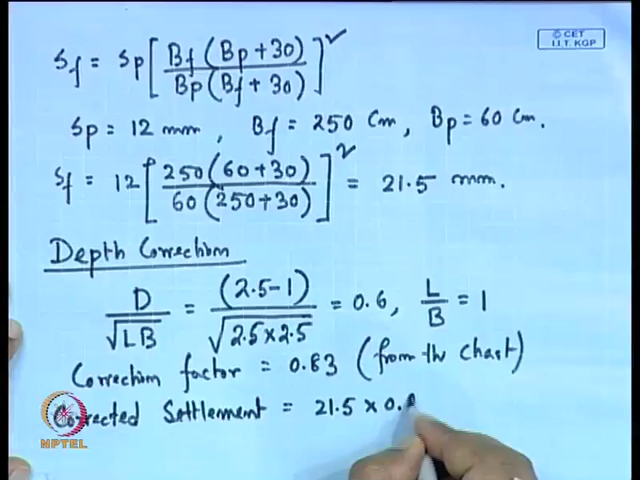 © CET
I.I.T. KGP
Sf = Sp [ Bf (Bp + 30) / Bp (Bf + 30) ]²
Sp = 12 mm, Bf = 250 cm, Bp = 60 cm.
Sf = 12 [ 250 (60 + 30) / 60 (250 + 30) ]² = 21.5 mm.
Depth Correction
D / √LB = (2.5 - 1) / √2.5 × 2.5 = 0.6, L / B = 1
Correction factor = 0.83 (from the chart)
Corrected Settlement = 21.5 × 0.
NPTEL